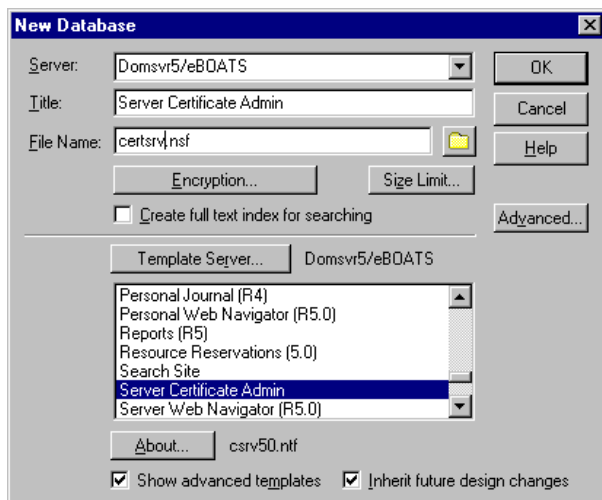 New Database
Server: Domsvr5/eBOATS OK
Title: Server Certificate Admin Cancel
File Name: certsrv.nsf Help
Encryption... Size Limit...
Create full text index for searching Advanced...
Template Server... Domsvr5/eBOATS
Personal Journal (R4)
Personal Web Navigator (R5.0)
Reports (R5)
Resource Reservations (5.0)
Search Site
Server Certificate Admin
Server Web Navigator (R5.0)
About... csrv50.ntf
Show advanced templates Inherit future design changes